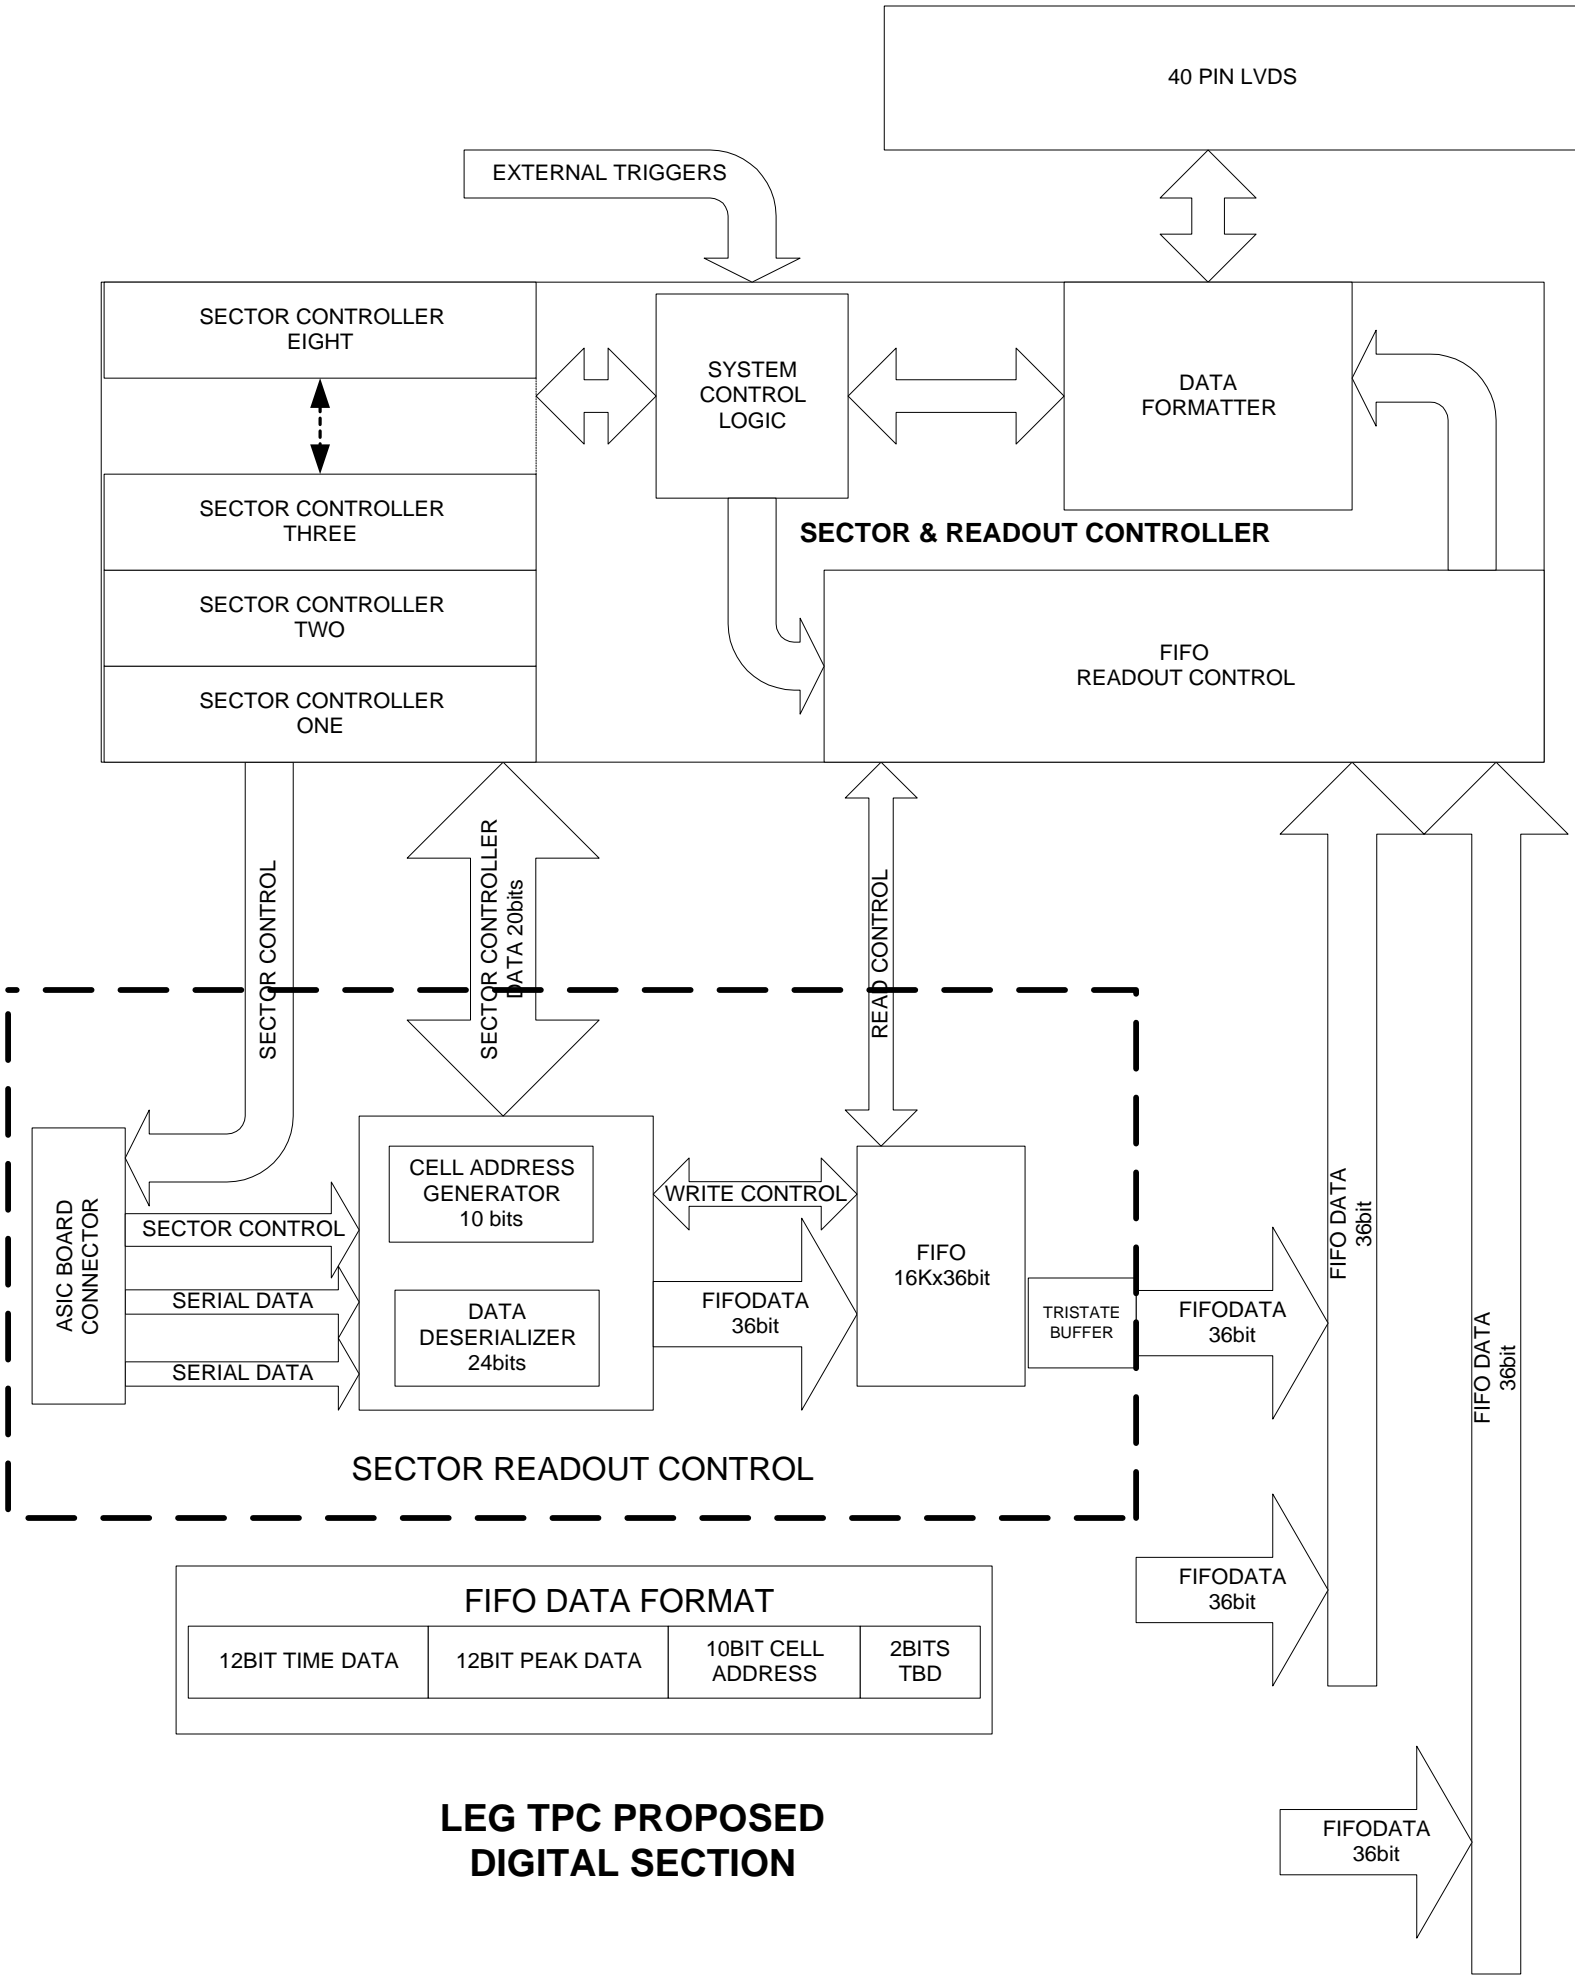 40 PIN LVDS
EXTERNAL TRIGGERS
SECTOR CONTROLLER
EIGHT
SYSTEM
CONTROL
LOGIC
DATA
FORMATTER
SECTOR CONTROLLER
THREE
SECTOR & READOUT CONTROLLER
SECTOR CONTROLLER
TWO
FIFO
READOUT CONTROL
SECTOR CONTROLLER
ONE
SECTOR CONTROL
SECTOR CONTROLLER
DATA 20bits
READ CONTROL
ASIC BOARD
CONNECTOR
SECTOR CONTROL
SERIAL DATA
SERIAL DATA
CELL ADDRESS
GENERATOR
10 bits
DATA
DESERIALIZER
24bits
WRITE CONTROL
FIFODATA
36bit
FIFO
16Kx36bit
TRISTATE
BUFFER
FIFODATA
36bit
FIFO DATA
36bit
FIFO DATA
36bit
SECTOR READOUT CONTROL
FIFODATA
36bit
FIFO DATA FORMAT
12BIT TIME DATA
12BIT PEAK DATA
10BIT CELL
ADDRESS
2BITS
TBD
FIFODATA
36bit
LEG TPC PROPOSED
DIGITAL SECTION